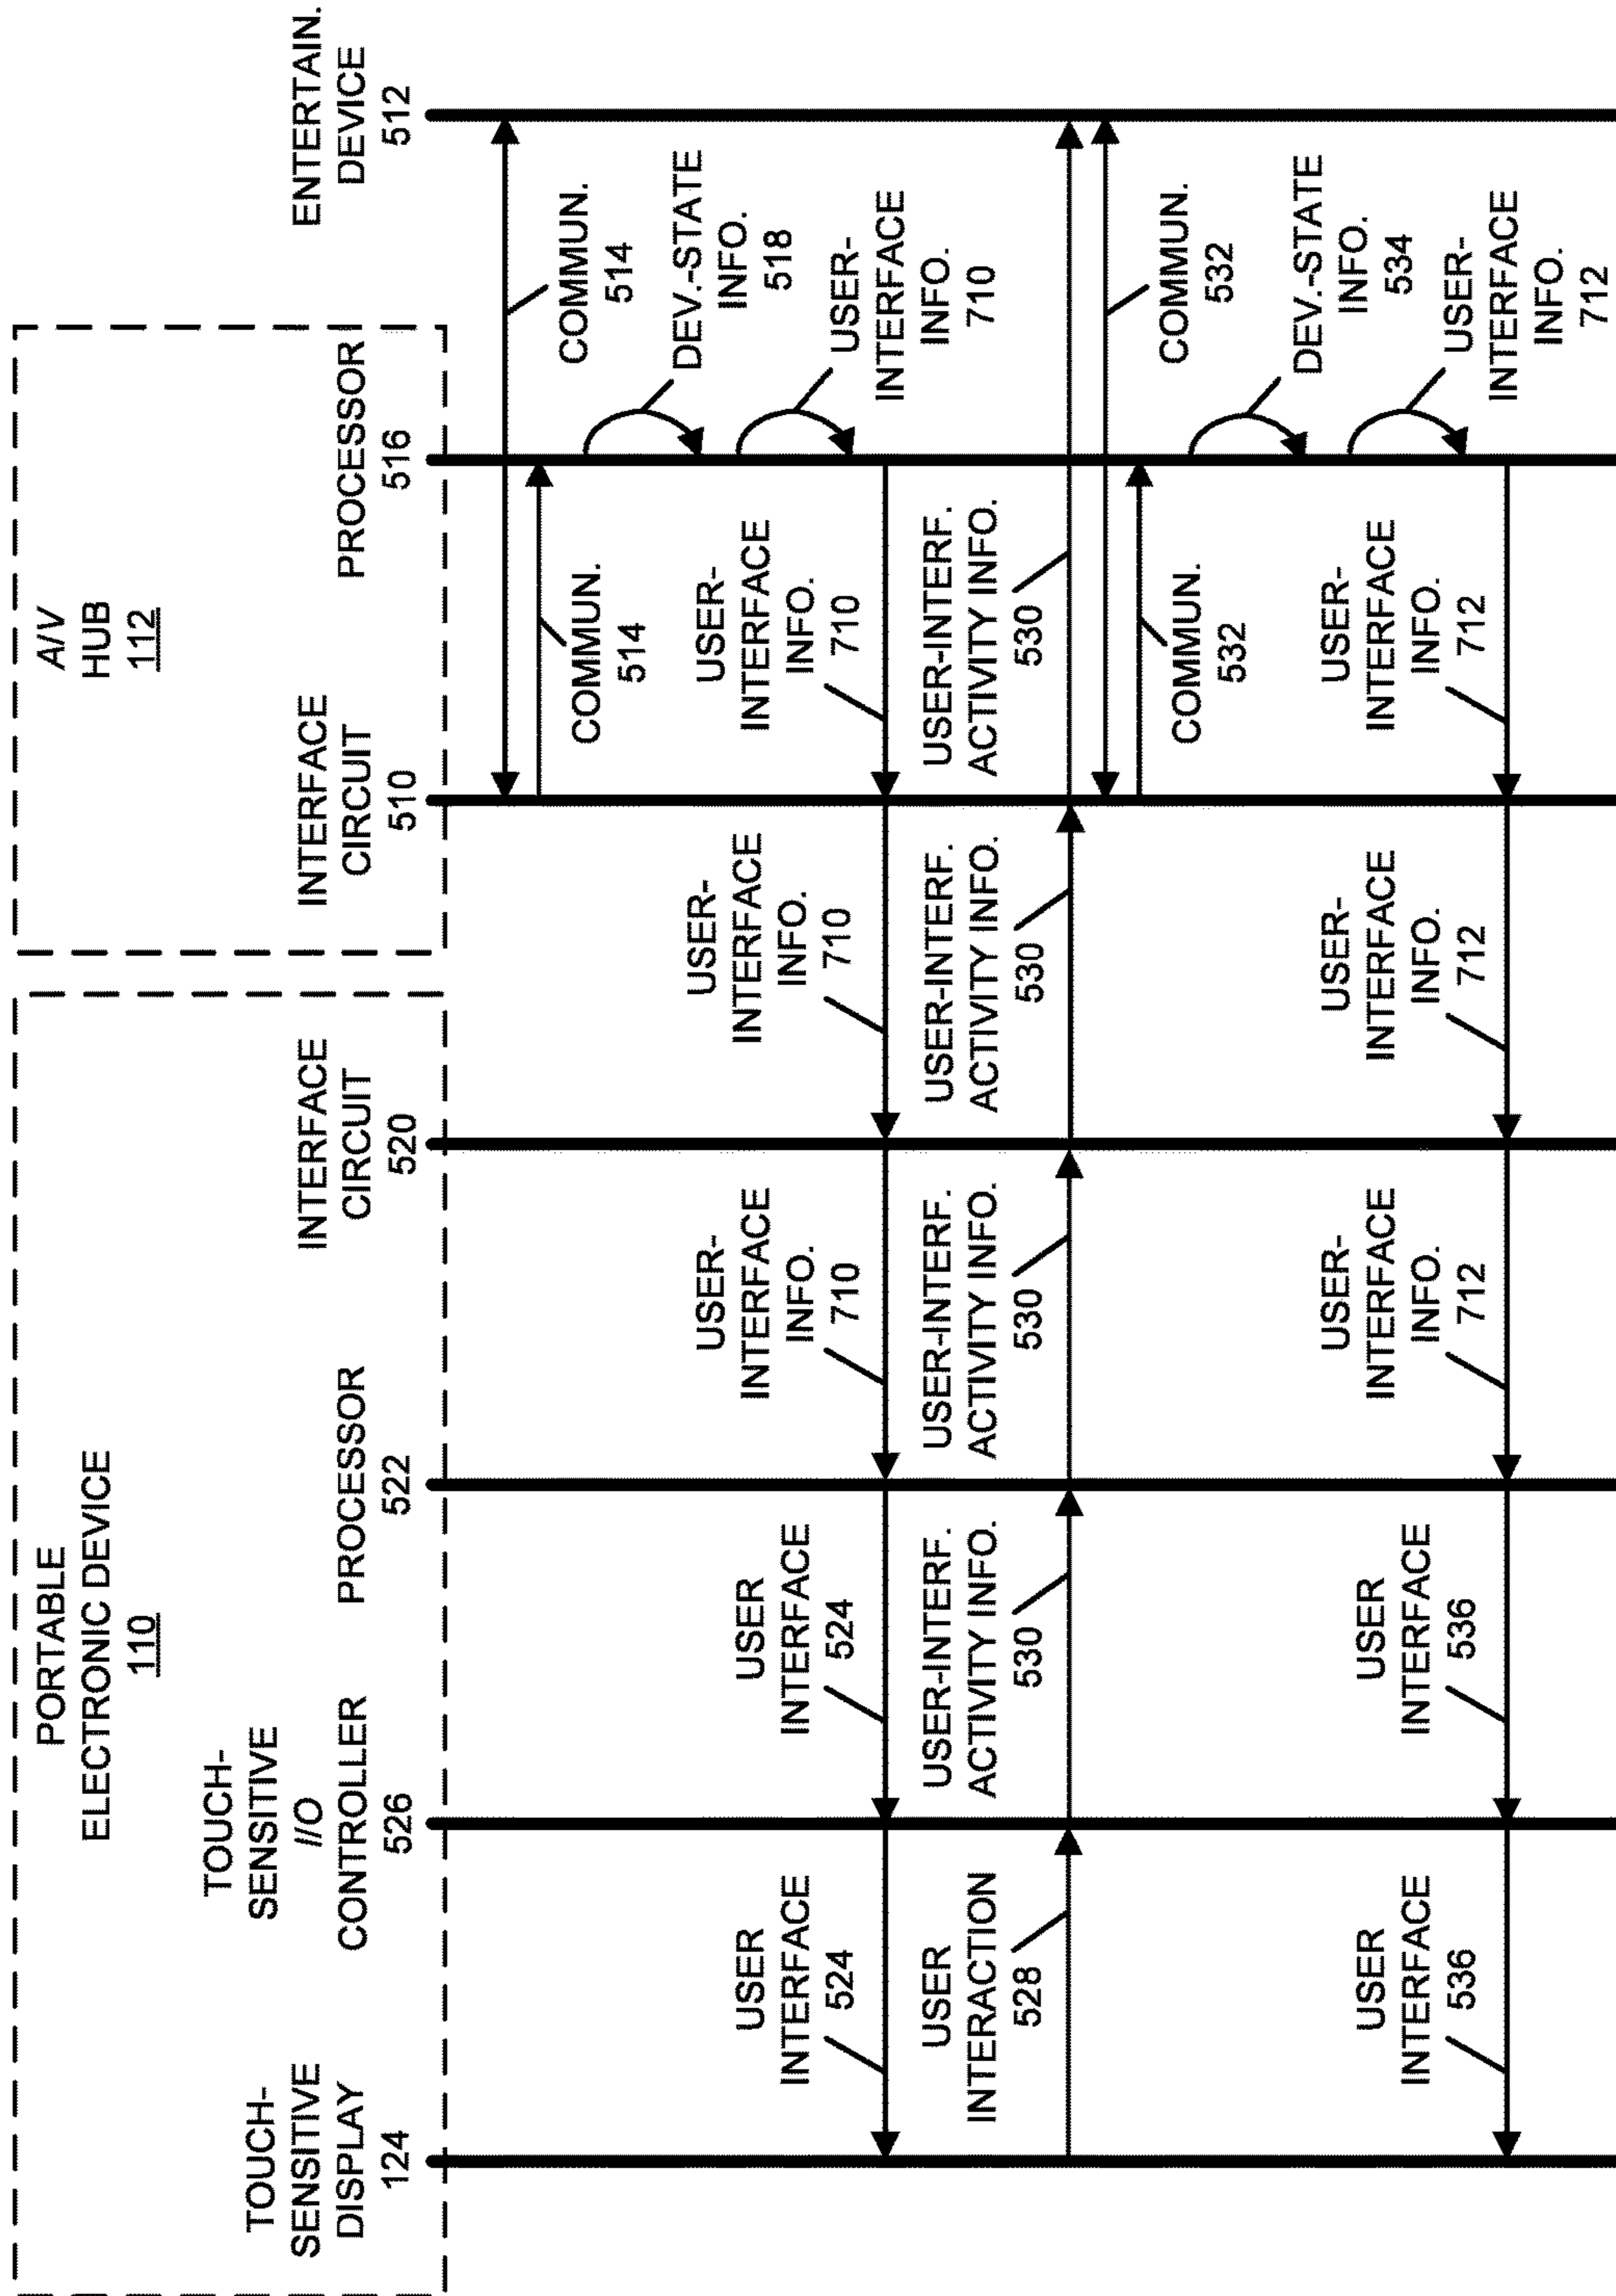 PORTABLE
ELECTRONIC DEVICE
110
A/V
HUB
112
TOUCH-
SENSITIVE
DISPLAY
124
TOUCH-
SENSITIVE
I/O
CONTROLLER
526
PROCESSOR
522
INTERFACE
CIRCUIT
520
INTERFACE
CIRCUIT
510
PROCESSOR
516
ENTERTAIN.
DEVICE
512
COMMUN.
514
COMMUN.
514
DEV.-STATE
INFO.
518
USER-
INTERFACE
INFO.
710
USER
INTERFACE
524
USER
INTERFACE
524
USER-
INTERFACE
INFO.
710
USER-
INTERFACE
INFO.
710
USER-
INTERFACE
INFO.
710
USER
INTERACTION
528
USER-INTERF.
ACTIVITY INFO.
530
USER-INTERF.
ACTIVITY INFO.
530
USER-INTERF.
ACTIVITY INFO.
530
USER-INTERF.
ACTIVITY INFO.
530
COMMUN.
532
COMMUN.
532
DEV.-STATE
INFO.
534
USER-
INTERFACE
INFO.
712
USER
INTERFACE
536
USER
INTERFACE
536
USER-
INTERFACE
INFO.
712
USER-
INTERFACE
INFO.
712
USER-
INTERFACE
INFO.
712